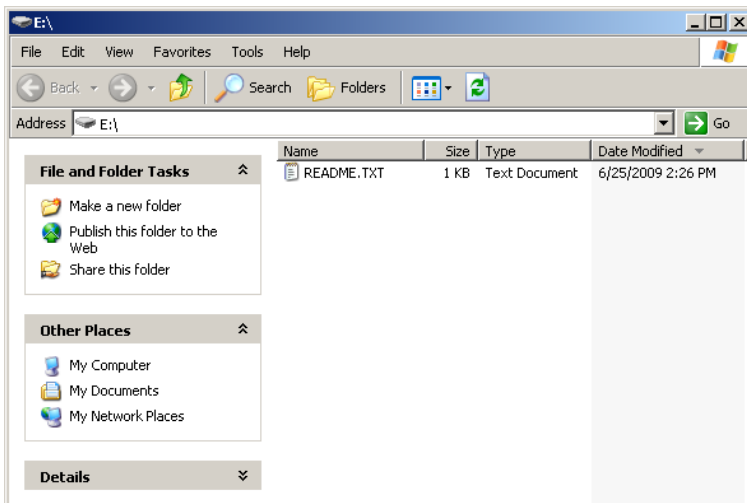 E:\
File Edit View Favorites Tools Help
Back Search Folders
Address E:\ Go
Name Size Type Date Modified
README.TXT 1 KB Text Document 6/25/2009 2:26 PM
File and Folder Tasks
Make a new folder
Publish this folder to the
Web
Share this folder
Other Places
My Computer
My Documents
My Network Places
Details